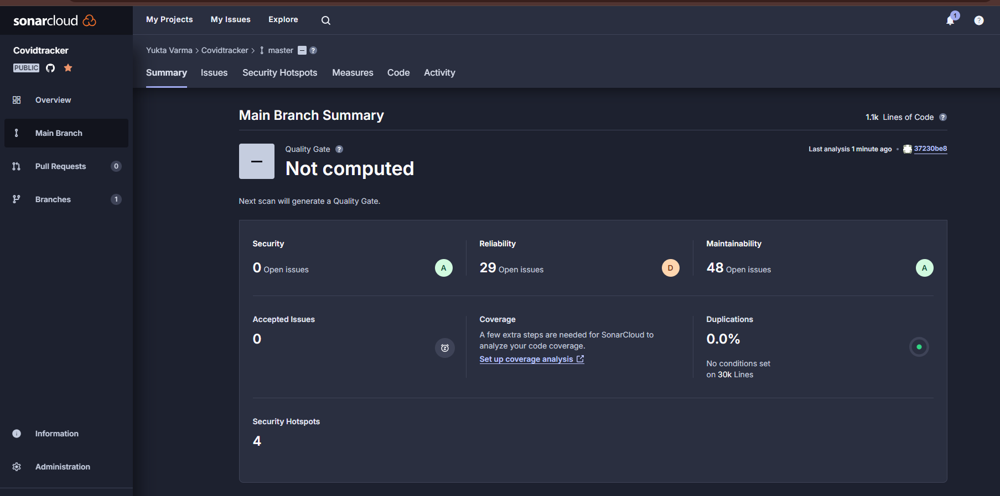 sonarcloud
My Projects My Issues Explore
1
?
Covidtracker
PUBLIC
Yukta Varma > Covidtracker > master ?
Summary Issues Security Hotspots Measures Code Activity
Overview
Main Branch
Pull Requests 0
Branches 1
Information
Administration
Main Branch Summary
1.1k Lines of Code ?
Quality Gate ?
Not computed
Last analysis 1 minute ago • 37230be8
Next scan will generate a Quality Gate.
Security
0 Open issues
A
Reliability
29 Open issues
D
Maintainability
48 Open issues
A
Accepted Issues
0
Coverage
A few extra steps are needed for SonarCloud to
analyze your code coverage.
Set up coverage analysis
Duplications
0.0%
No conditions set
on 30k Lines
Security Hotspots
4